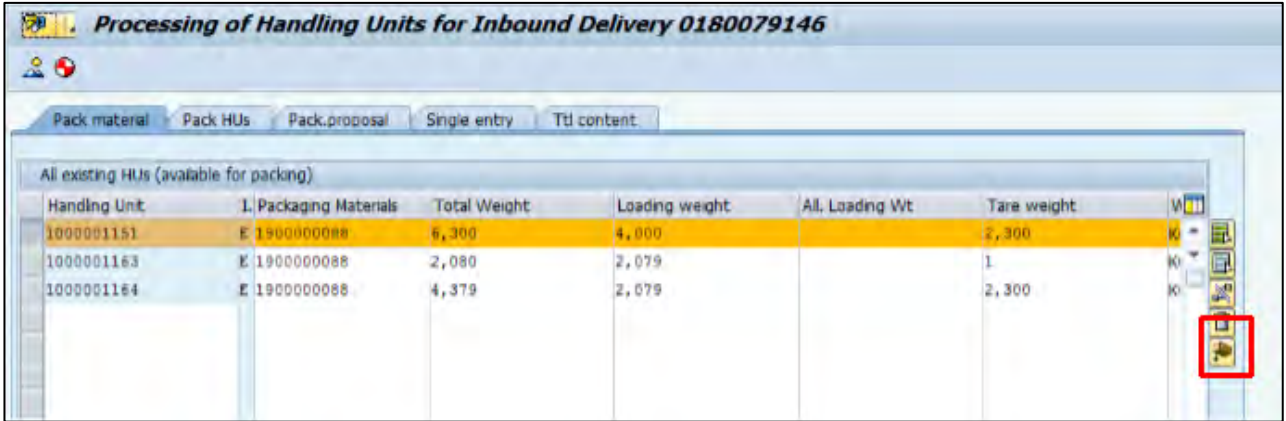 Processing of Handling Units for Inbound Delivery 0180079146
Pack material Pack HUs Pack.proposal Single entry Ttl content
All existing HUs (available for packing)
Handling Unit I. Packaging Materials Total Weight Loading weight All. Loading Wt Tare weight W
1000001151 E 1900000088 6,300 4,000 2,300
1000001163 E 1900000088 2,080 2,079 1
1000001164 E 1900000088 4,379 2,079 2,300